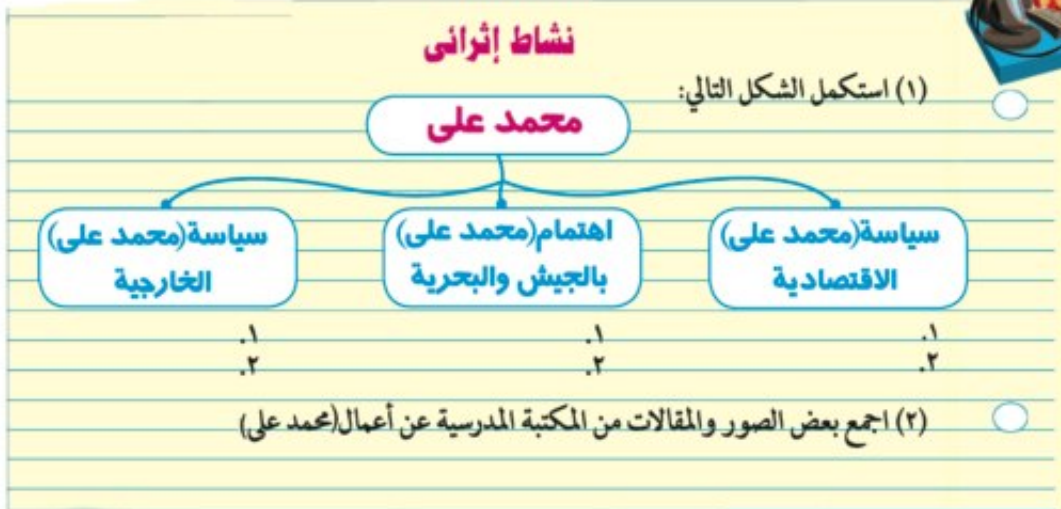 نشاط إثرائى
(١) استكمل الشكل التالي:
محمد على
سياسة(محمد على)
الاقتصادية
اهتمام(محمد على)
بالجيش والبحرية
سياسة(محمد على)
الخارجية
١.
٢.
١.
٢.
١.
٢.
(٢) اجمع بعض الصور والمقالات من المكتبة المدرسية عن أعمال(محمد على)